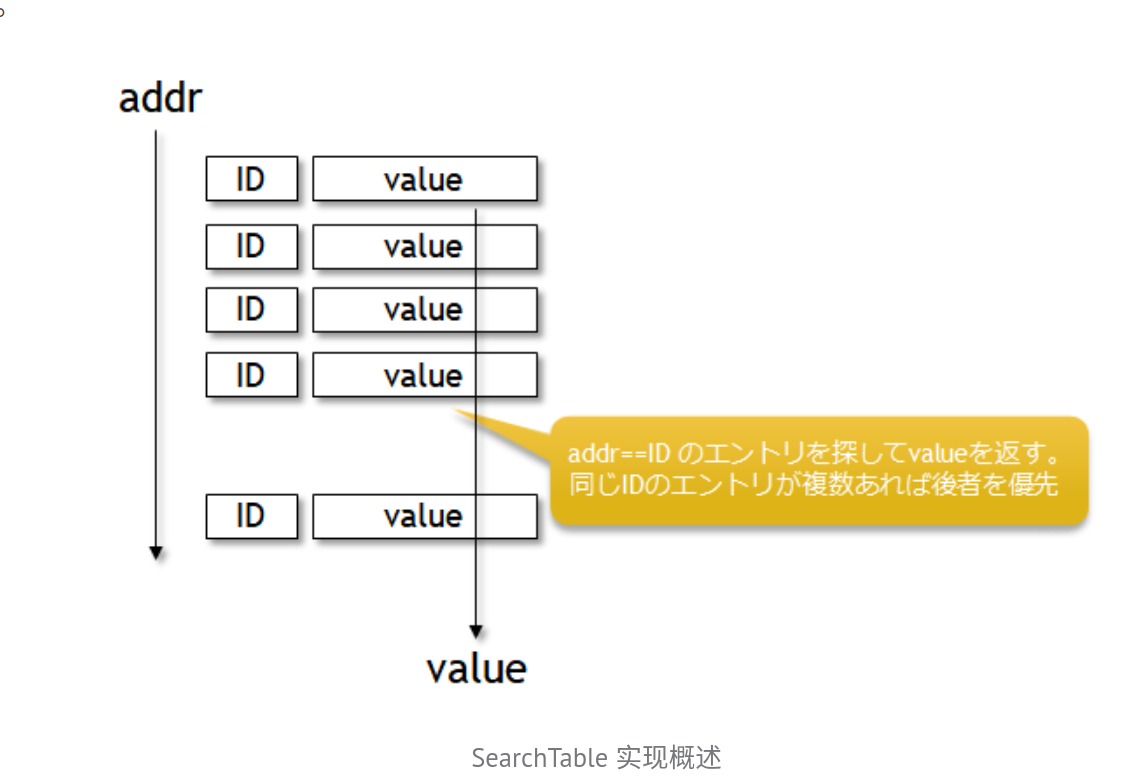 。
addr
ID value
ID value
ID value
ID value
addr==ID のエントリを探してvalueを返す。
同じIDのエントリが複数あれば後者を優先
ID value
value
SearchTable 实现概述